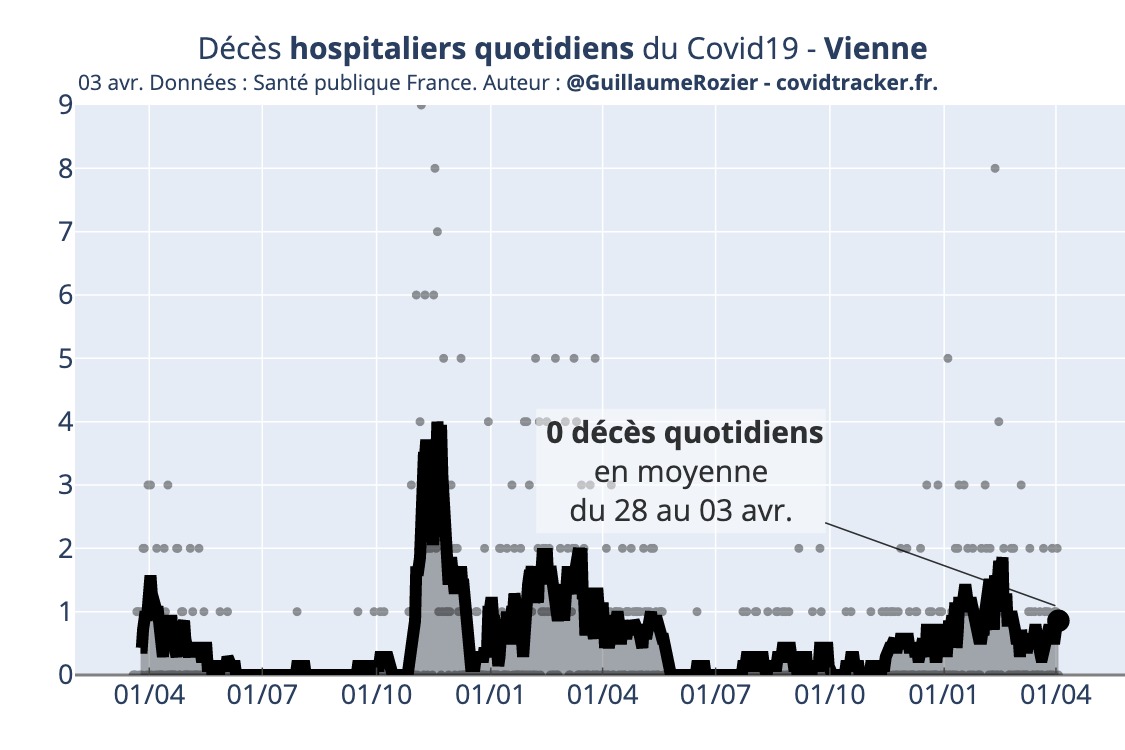 Décès hospitaliers quotidiens du Covid19 - Vienne
03 avr. Données : Santé publique France. Auteur : @GuillaumeRozier - covidtracker.fr.
9
8
7
6
5
4
3
2
1
0
0 décès quotidiens
en moyenne
du 28 au 03 avr.
01/04 01/07 01/10 01/01 01/04 01/07 01/10 01/01 01/04